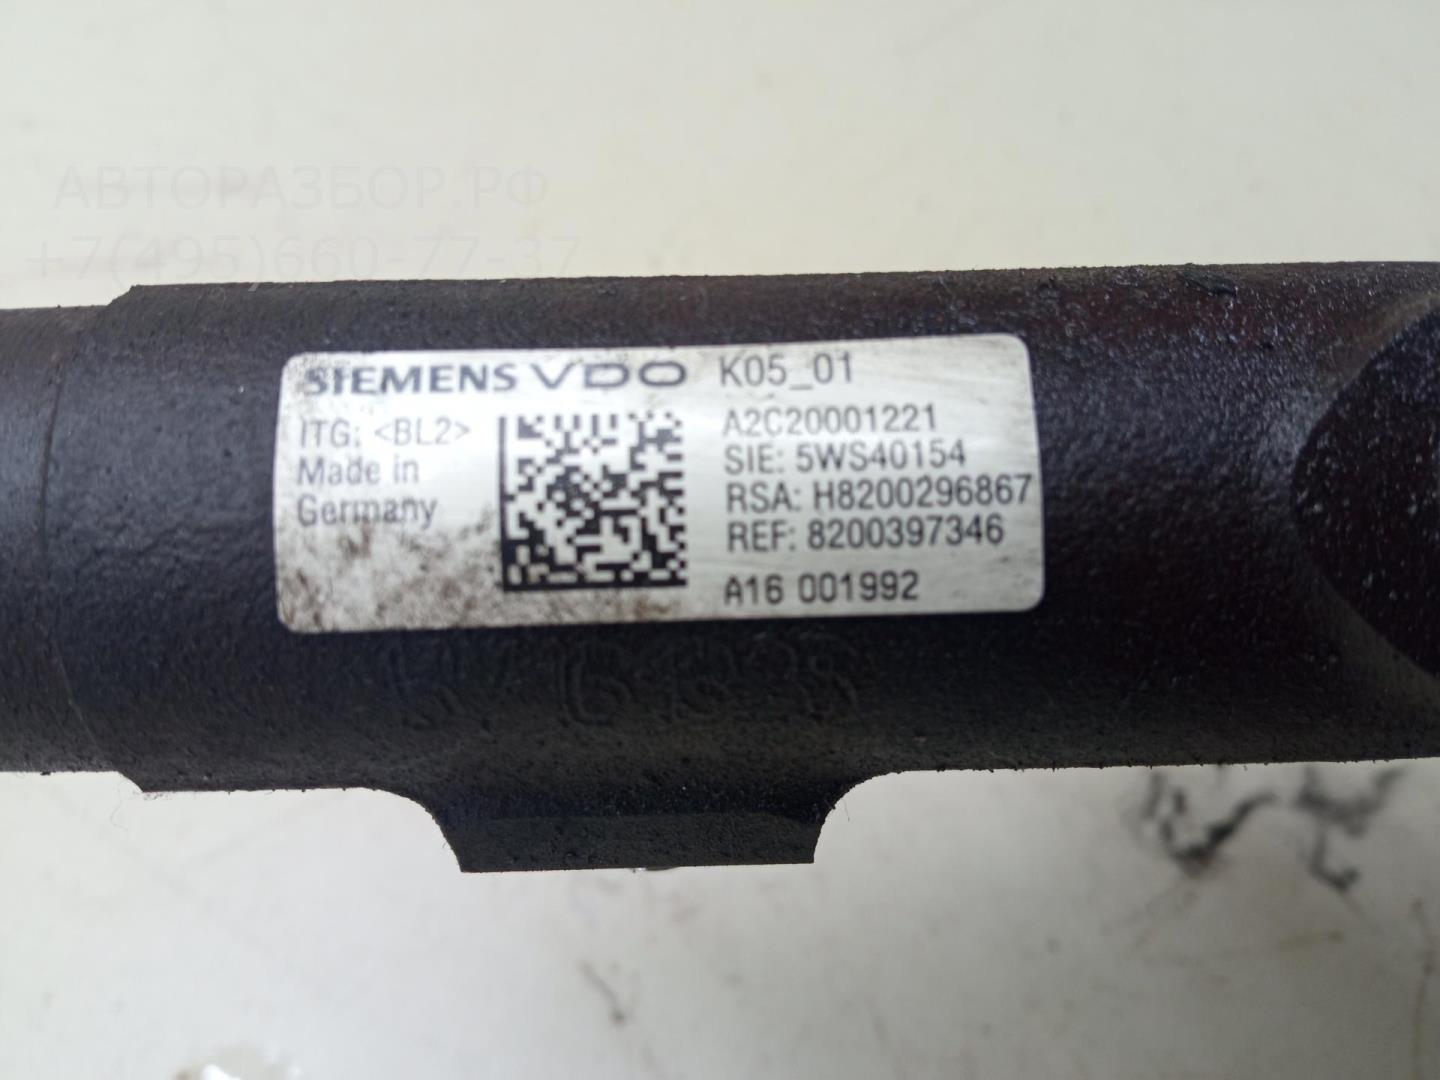 АВТОРАЗБОР.РФ
+7(495)660-77-37
SIEMENS VDO K05_01
ITG: <BL2>
Made in
Germany
A2C20001221
SIE: 5WS40154
RSA: H8200296867
REF: 8200397346
A16 001992